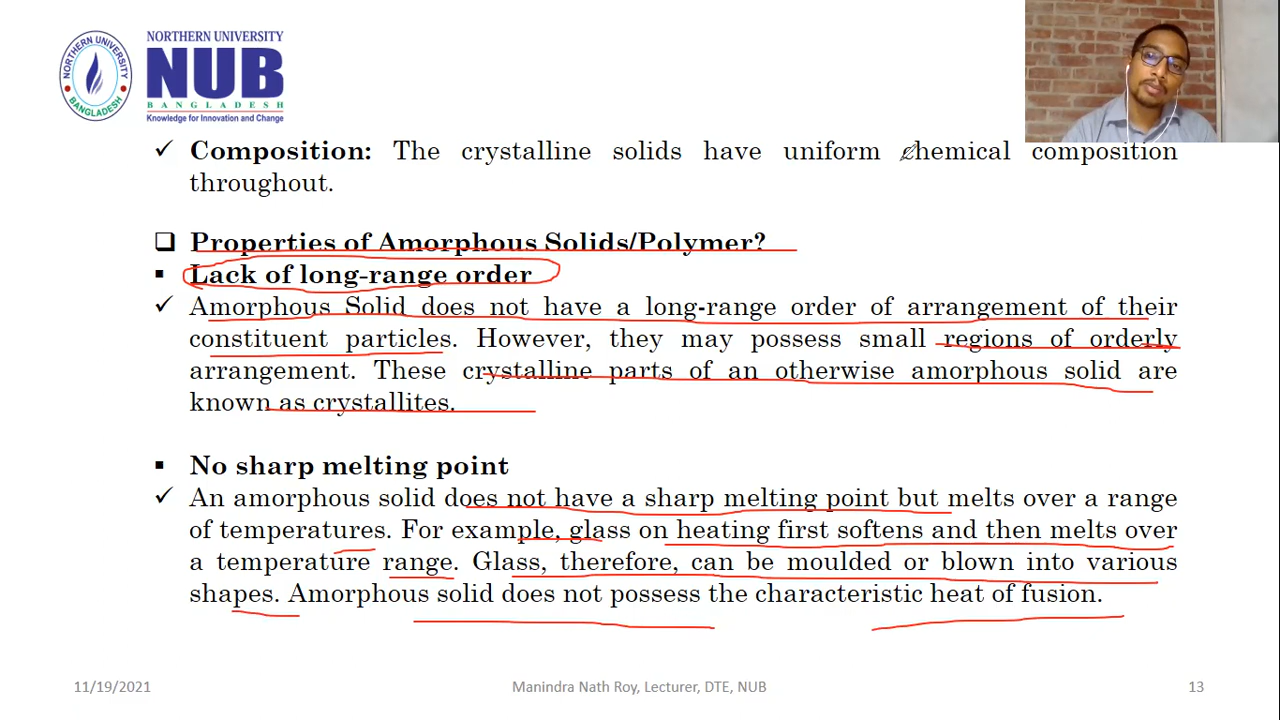 NORTHERN UNIVERSITY
NUB
BANGLADESH
Knowledge for Innovation and Change
NORTHERN UNIVERSITY
BANGLADESH
✓ Composition: The crystalline solids have uniform chemical composition
throughout.
❑ Properties of Amorphous Solids/Polymer?
▪ Lack of long-range order
✓ Amorphous Solid does not have a long-range order of arrangement of their
constituent particles. However, they may possess small regions of orderly
arrangement. These crystalline parts of an otherwise amorphous solid are
known as crystallites.
▪ No sharp melting point
✓ An amorphous solid does not have a sharp melting point but melts over a range
of temperatures. For example, glass on heating first softens and then melts over
a temperature range. Glass, therefore, can be moulded or blown into various
shapes. Amorphous solid does not possess the characteristic heat of fusion.
11/19/2021 Manindra Nath Roy, Lecturer, DTE, NUB 13